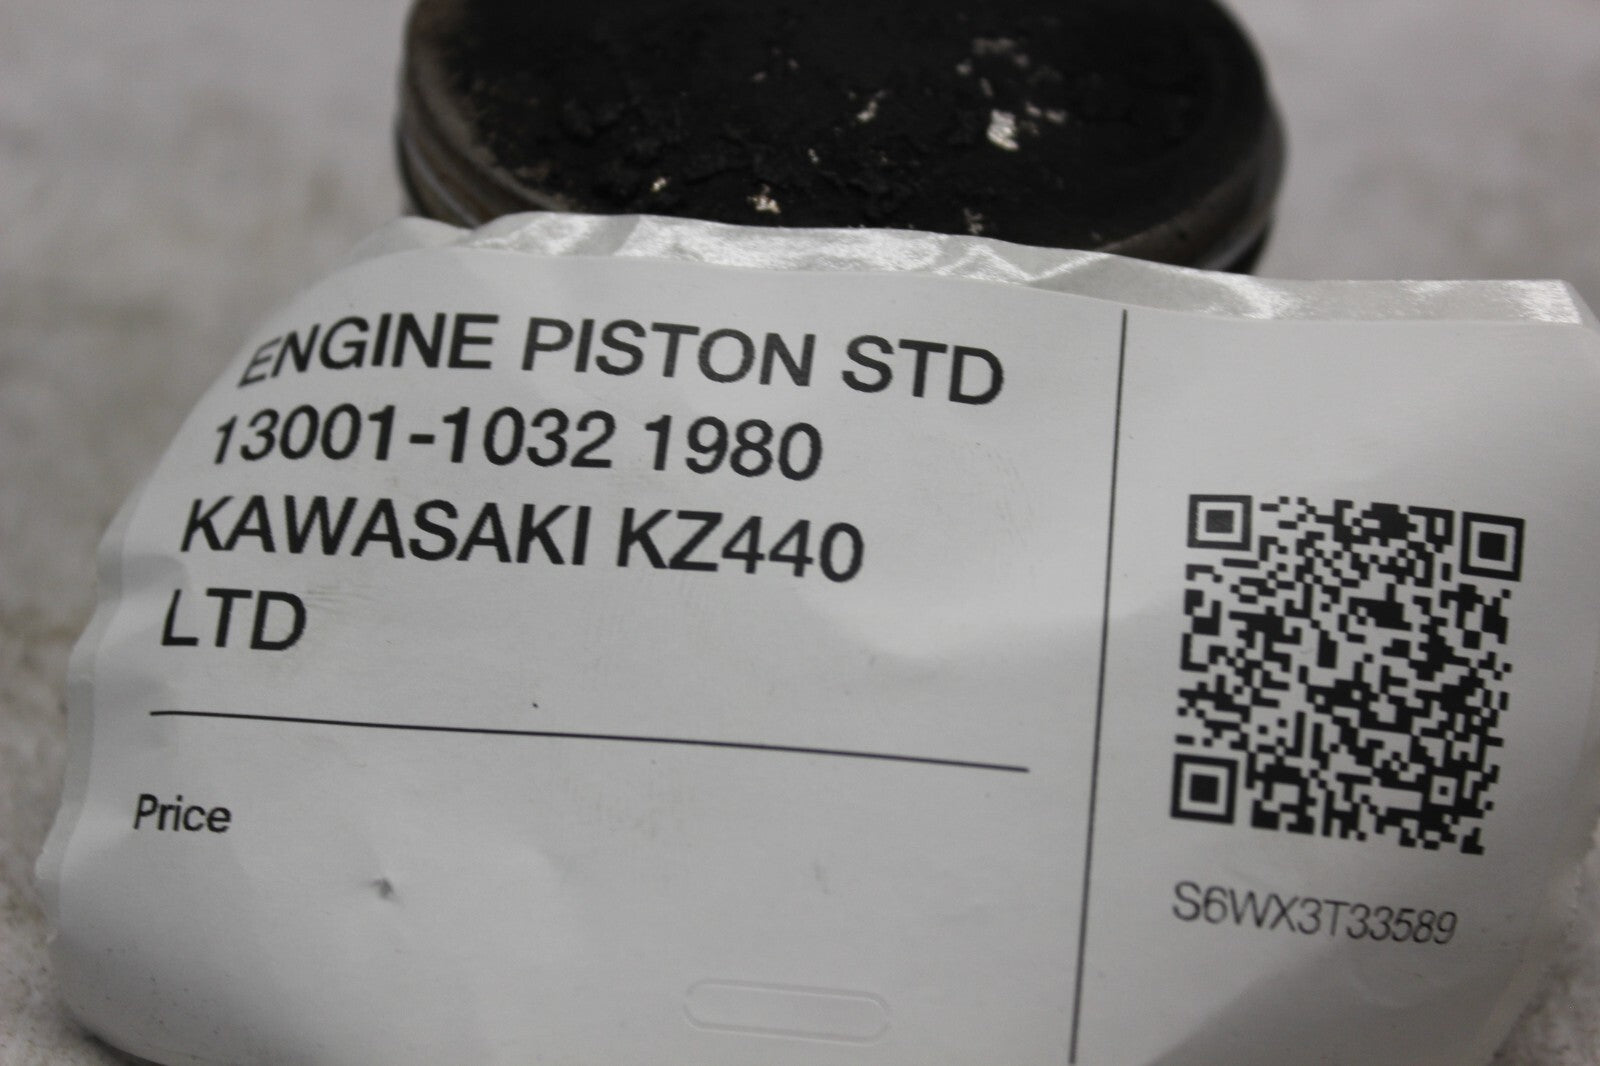 ENGINE PISTON STD
13001-1032 1980
KAWASAKI KZ440
LTD
Price
S6WX3T33589